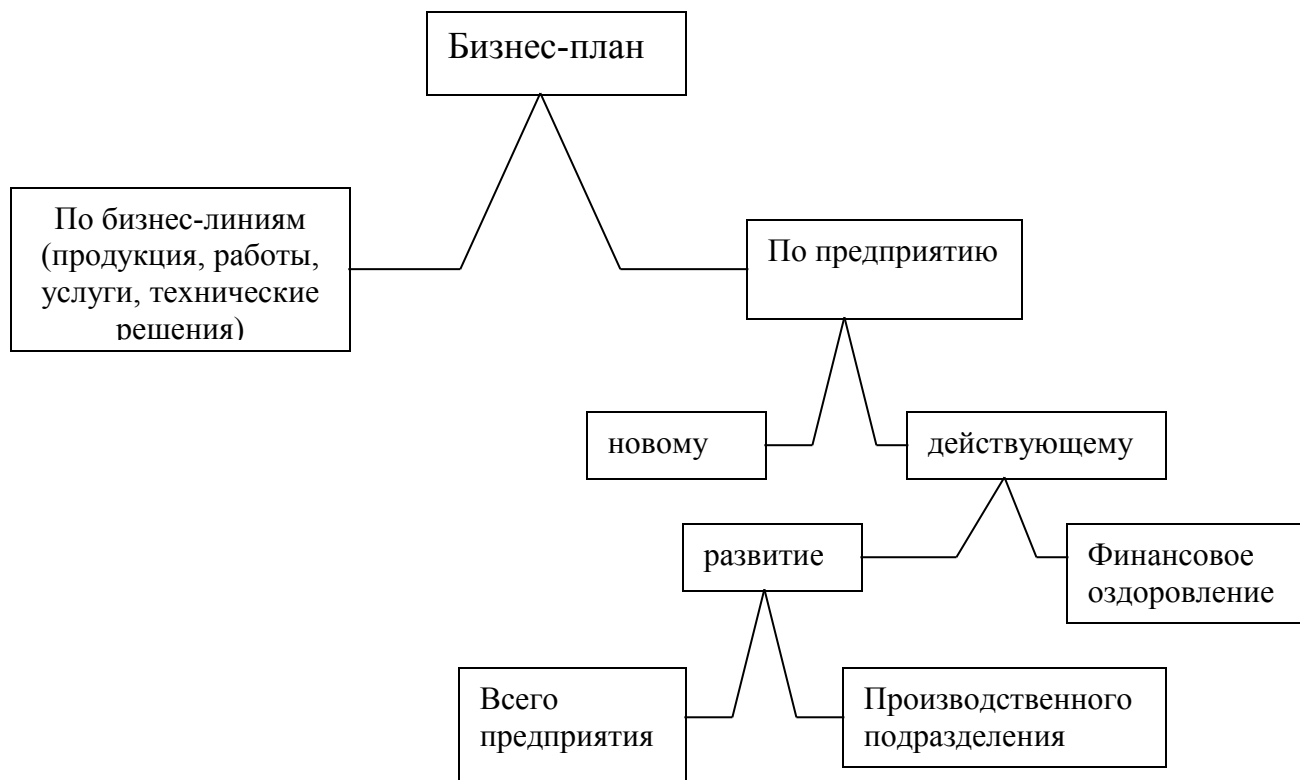 Бизнес-план
По бизнес-линиям
(продукция, работы,
услуги, технические
решения)
По предприятию
новому
действующему
развитие
Финансовое
оздоровление
Всего
предприятия
Производственного
подразделения